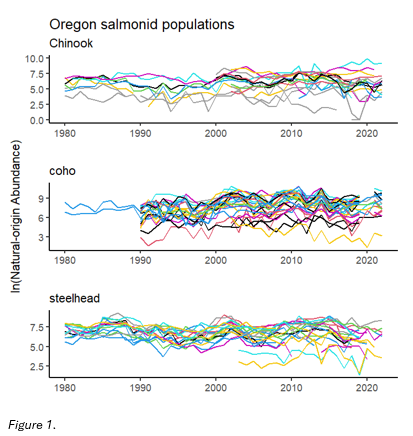 Oregon salmonid populations
Chinook
10.0
7.5
5.0
2.5
0.0
1980 1990 2000 2010 2020
ln(Natural-origin Abundance)
coho
9
6
3
1980 1990 2000 2010 2020
steelhead
7.5
5.0
2.5
1980 1990 2000 2010 2020
Figure 1.